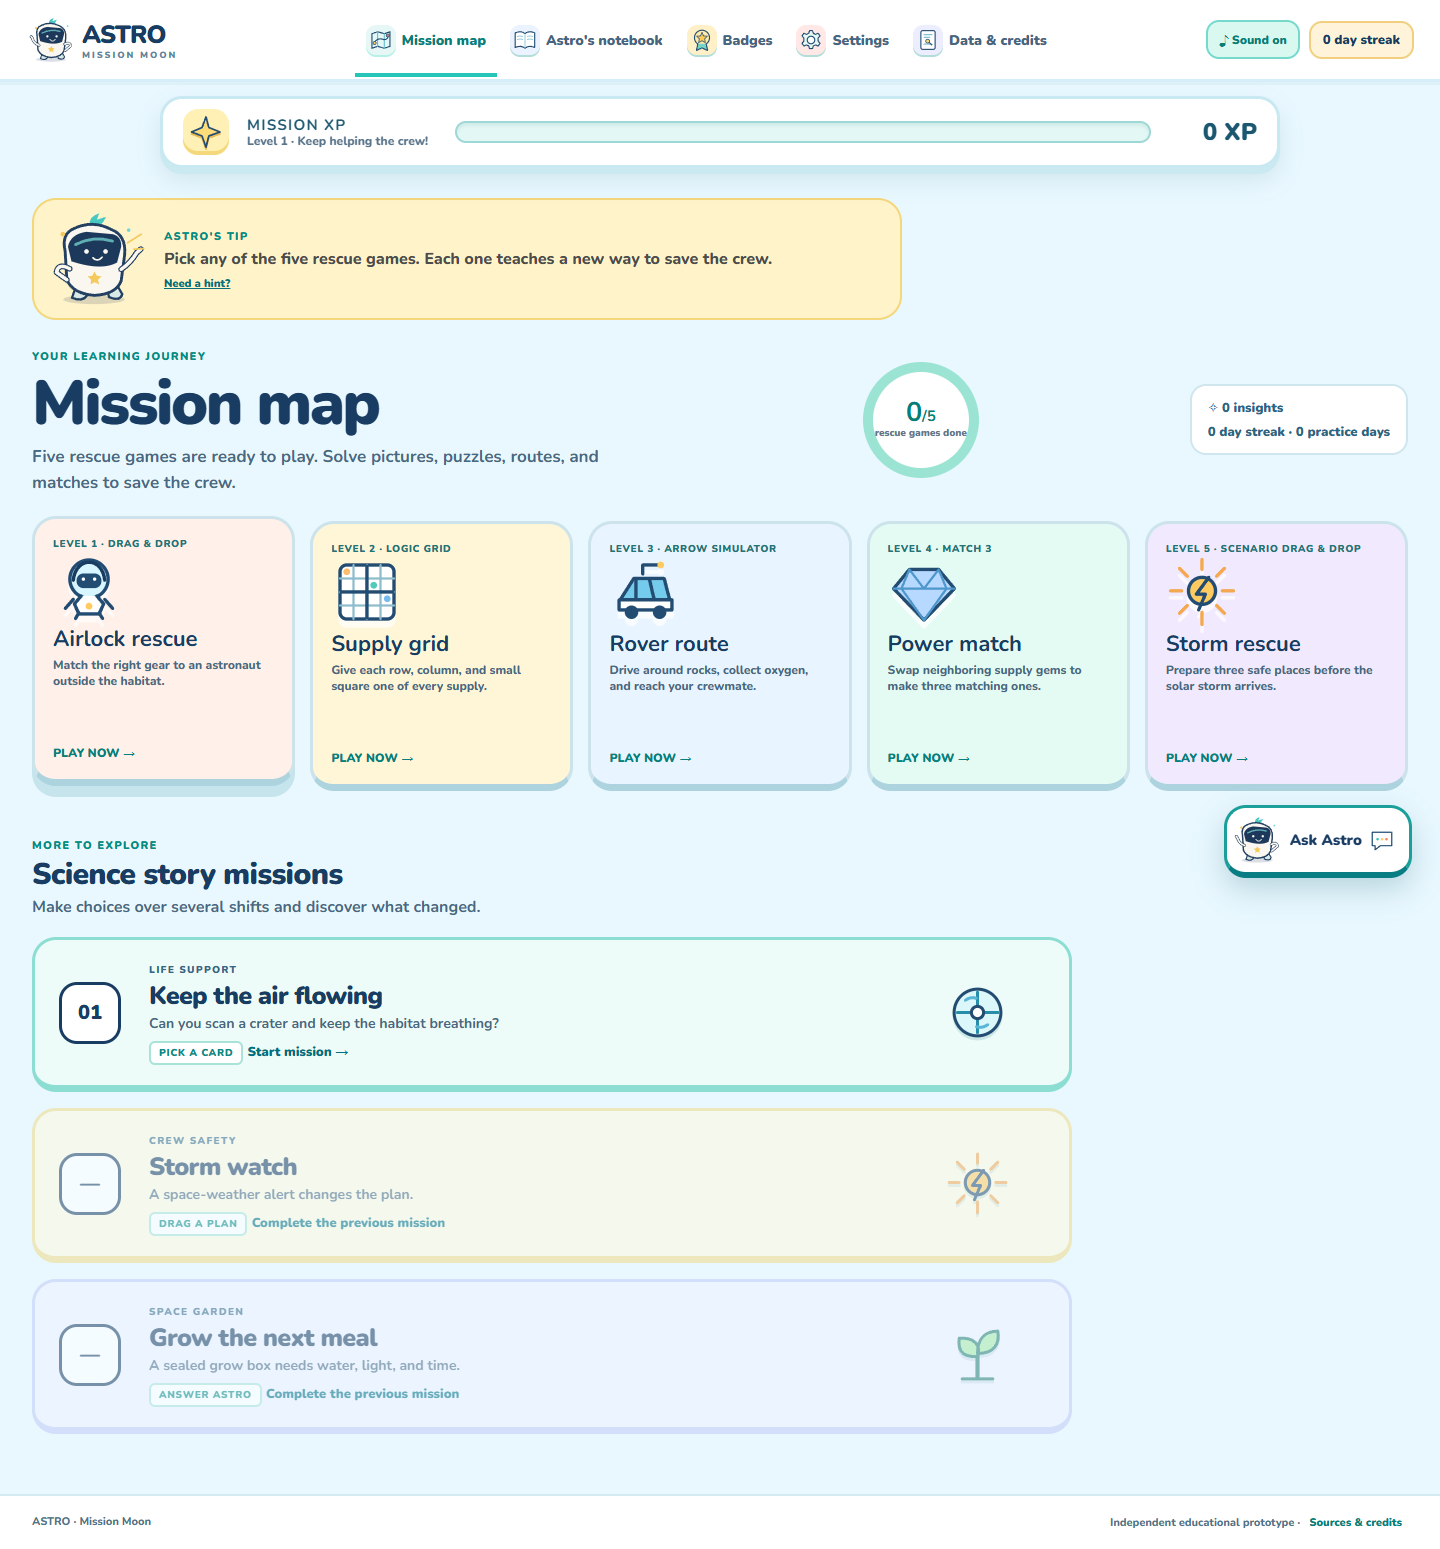 ASTRO
MISSION MOON
Mission map
Astro's notebook
Badges
Settings
Data & credits
♪ Sound on
0 day streak
MISSION XP
Level 1 · Keep helping the crew!
0 XP
ASTRO'S TIP
Pick any of the five rescue games. Each one teaches a new way to save the crew.
Need a hint?
YOUR LEARNING JOURNEY
Mission map
Five rescue games are ready to play. Solve pictures, puzzles, routes, and
matches to save the crew.
0/5
rescue games done
✧ 0 insights
0 day streak · 0 practice days
LEVEL 1 · DRAG & DROP
Airlock rescue
Match the right gear to an astronaut
outside the habitat.
PLAY NOW →
LEVEL 2 · LOGIC GRID
Supply grid
Give each row, column, and small
square one of every supply.
PLAY NOW →
LEVEL 3 · ARROW SIMULATOR
Rover route
Drive around rocks, collect oxygen,
and reach your crewmate.
PLAY NOW →
LEVEL 4 · MATCH 3
Power match
Swap neighboring supply gems to
make three matching ones.
PLAY NOW →
LEVEL 5 · SCENARIO DRAG & DROP
Storm rescue
Prepare three safe places before the
solar storm arrives.
PLAY NOW →
Ask Astro
MORE TO EXPLORE
Science story missions
Make choices over several shifts and discover what changed.
01
LIFE SUPPORT
Keep the air flowing
Can you scan a crater and keep the habitat breathing?
PICK A CARD Start mission →
—
CREW SAFETY
Storm watch
A space-weather alert changes the plan.
DRAG A PLAN Complete the previous mission
—
SPACE GARDEN
Grow the next meal
A sealed grow box needs water, light, and time.
ANSWER ASTRO Complete the previous mission
ASTRO · Mission Moon
Independent educational prototype · Sources & credits